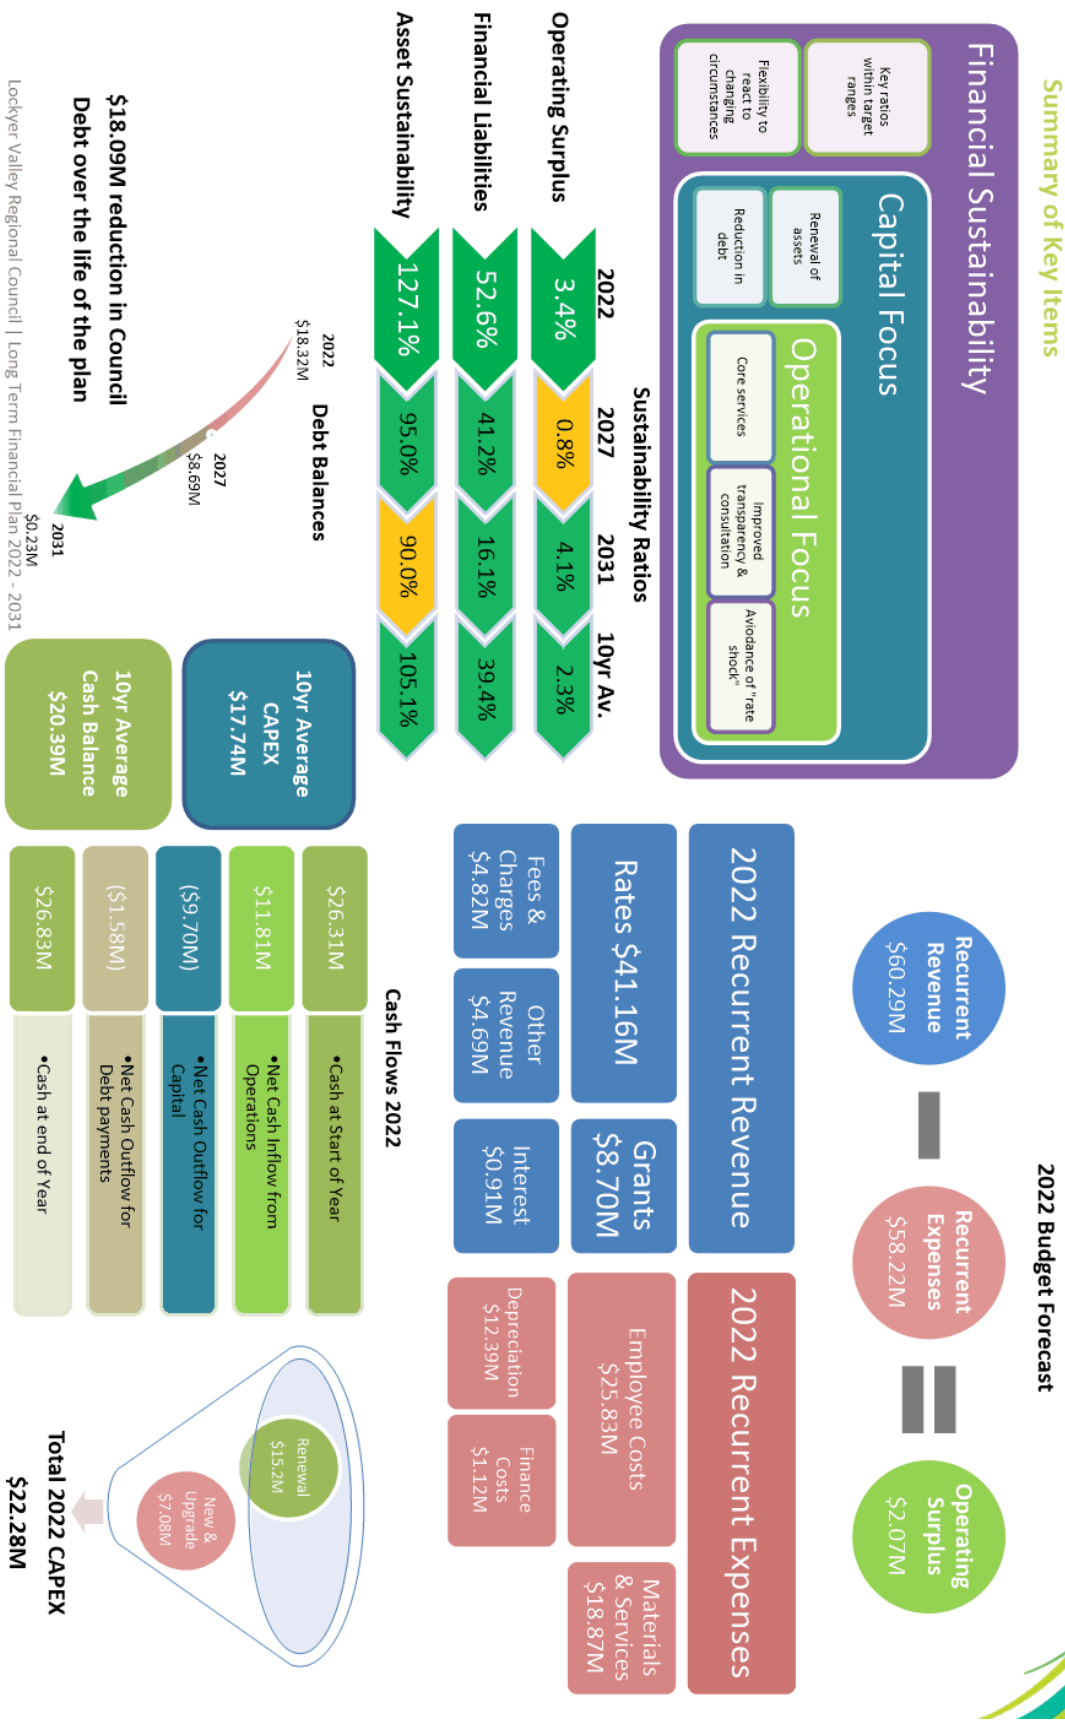 Summary of Key Items
Financial Sustainability
Key ratios
within target
ranges
Flexibility to
react to
changing
circumstances
Capital Focus
Renewal of
assets
Reduction in
debt
Operational Focus
Core services
Improved
transparency &
consultation
Aviodance of "rate
shock"
Sustainability Ratios
2022
2027
2031
10yr Av.
Operating Surplus
3.4%
0.8%
4.1%
2.3%
Financial Liabilities
52.6%
41.2%
16.1%
39.4%
Asset Sustainability
127.1%
95.0%
90.0%
105.1%
Debt Balances
2022
$18.32M
2027
$8.69M
2031
$0.23M
$18.09M reduction in Council
Debt over the life of the plan
10yr Average
CAPEX
$17.74M
10yr Average
Cash Balance
$20.39M
2022 Budget Forecast
Recurrent
Revenue
$60.29M
Recurrent
Expenses
$58.22M
Operating
Surplus
$2.07M
2022 Recurrent Revenue
Rates $41.16M
Grants
$8.70M
Fees &
Charges
$4.82M
Other
Revenue
$4.69M
Interest
$0.91M
2022 Recurrent Expenses
Employee Costs
$25.83M
Materials
& Services
$18.87M
Depreciation
$12.39M
Finance
Costs
$1.12M
Cash Flows 2022
$26.31M
•Cash at Start of Year
$11.81M
•Net Cash Inflow from
Operations
($9.70M)
•Net Cash Outflow for
Capital
($1.58M)
•Net Cash Outflow for
Debt payments
$26.83M
•Cash at end of Year
Renewal
$15.2M
New &
Upgrade
$7.08M
Total 2022 CAPEX
$22.28M
Lockyer Valley Regional Council | Long Term Financial Plan 2022 - 2031